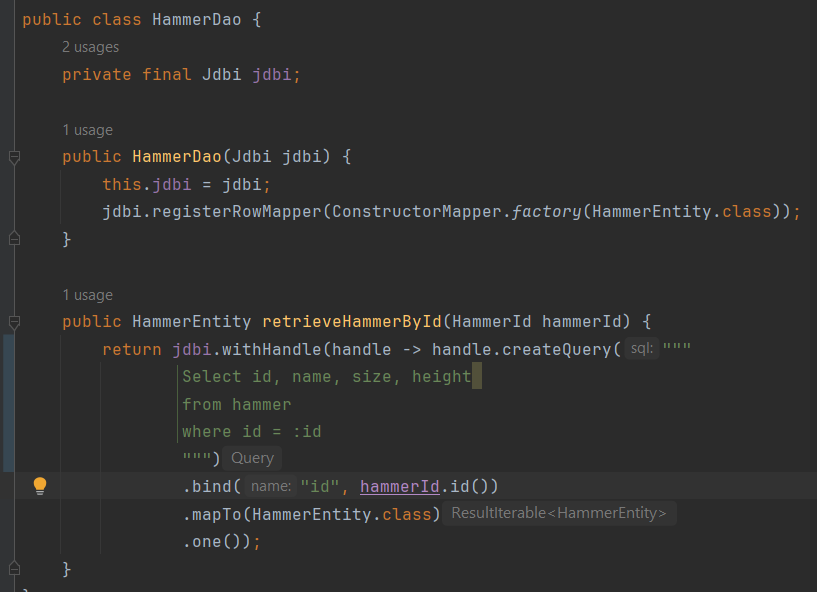 public class HammerDao {
2 usages
private final Jdbi jdbi;
1 usage
public HammerDao(Jdbi jdbi) {
this.jdbi = jdbi;
jdbi.registerRowMapper(ConstructorMapper.factory(HammerEntity.class));
}
1 usage
public HammerEntity retrieveHammerById(HammerId hammerId) {
return jdbi.withHandle(handle -> handle.createQuery( sql: """
Select id, name, size, height
from hammer
where id = :id
""") Query
.bind( name: "id", hammerId.id())
.mapTo(HammerEntity.class) ResultIterable<HammerEntity>
.one());
}
}